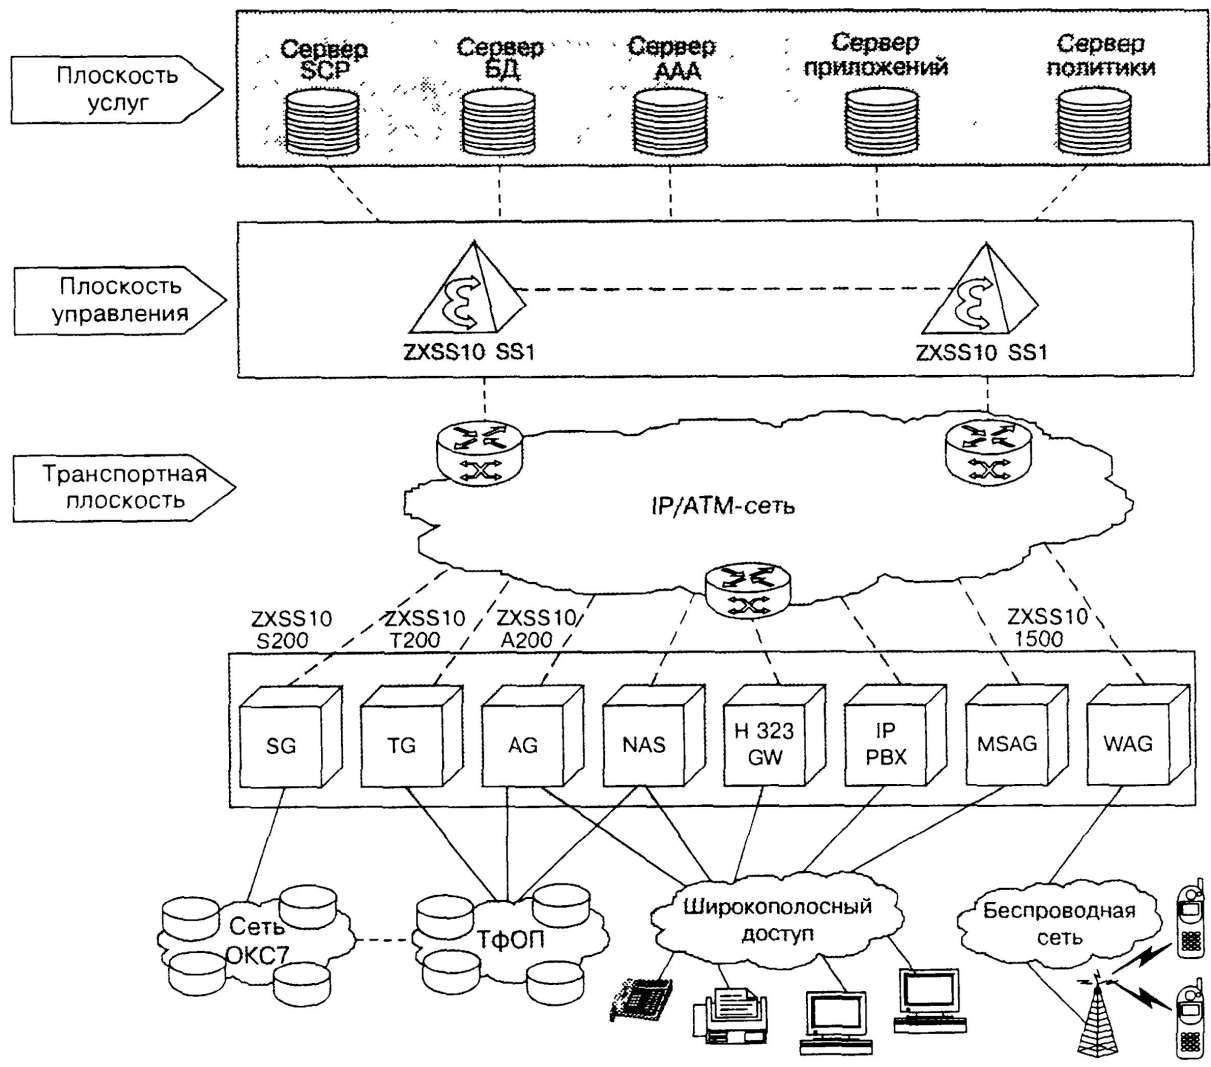 Плоскость
услуг
Сервер
SCP
Сервер
БД
Сервер
ААА
Сервер
приложений
Сервер
политики
Плоскость
управления
ZXSS10 SS1
ZXSS10 SS1
Транспортная
плоскость
IP/ATM-сеть
ZXSS10
S200
ZXSS10
T200
ZXSS10
A200
ZXSS10
1500
SG
TG
AG
NAS
H 323
GW
IP
PBX
MSAG
WAG
Сеть
ОКС7
ТфОП
Широкополосный
доступ
Беспроводная
сеть